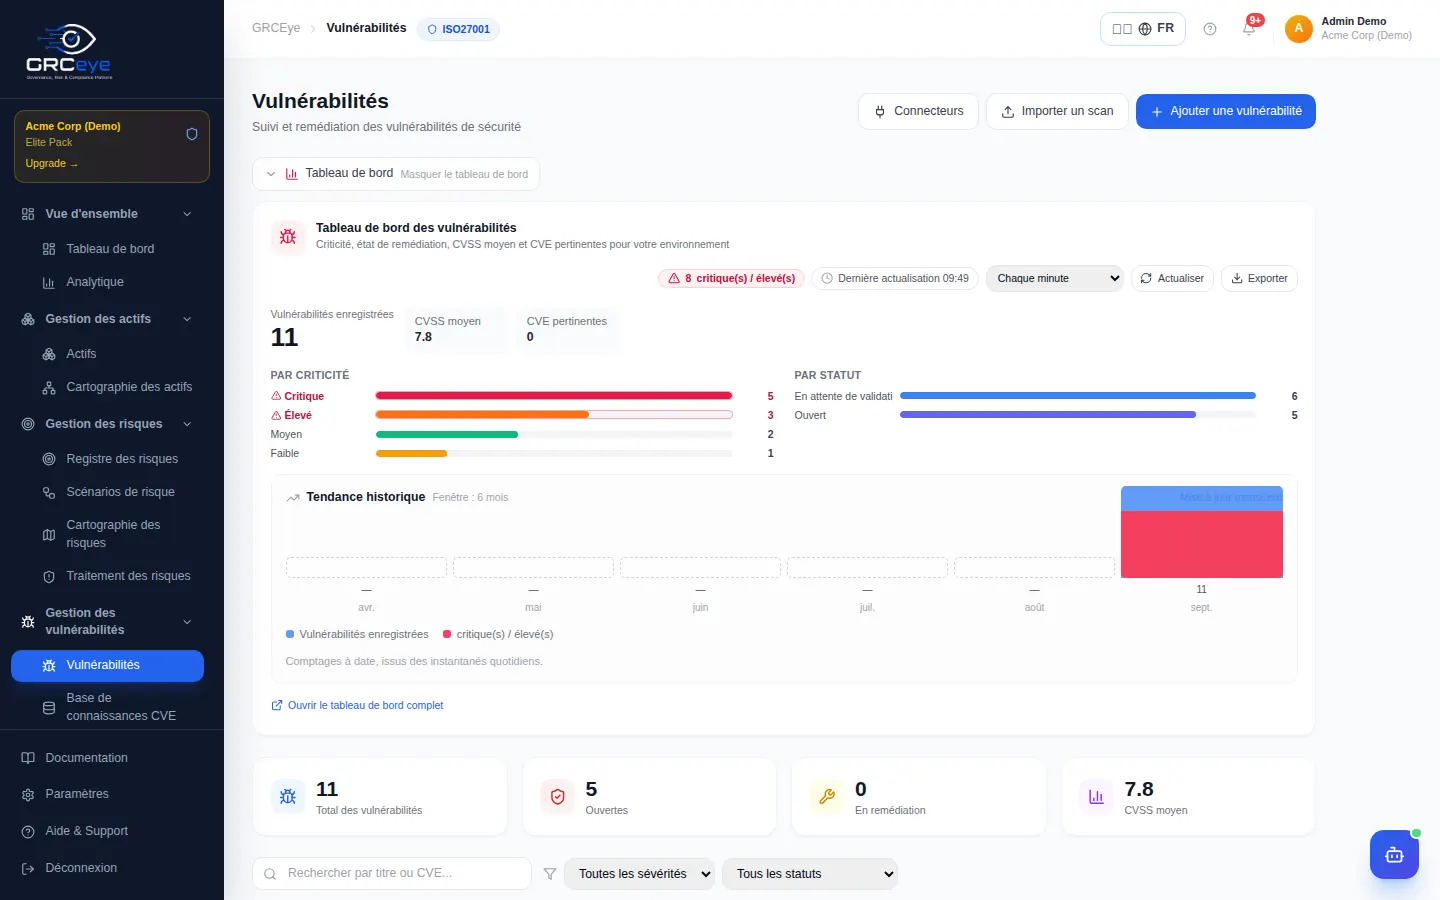 GRCeye
Governance, Risk & Compliance Platform
Acme Corp (Demo)
Elite Pack
Upgrade →
Vue d'ensemble
Tableau de bord
Analytique
Gestion des actifs
Actifs
Cartographie des actifs
Gestion des risques
Registre des risques
Scénarios de risque
Cartographie des
risques
Traitement des risques
Gestion des
vulnérabilités
Vulnérabilités
Base de
connaissances CVE
Documentation
Paramètres
Aide & Support
Déconnexion
GRCEye > Vulnérabilités ISO27001
FR
9+
A
Admin Demo
Acme Corp (Demo)
Vulnérabilités
Suivi et remédiation des vulnérabilités de sécurité
Connecteurs
Importer un scan
Ajouter une vulnérabilité
Tableau de bord Masquer le tableau de bord
Tableau de bord des vulnérabilités
Criticité, état de remédiation, CVSS moyen et CVE pertinentes pour votre environnement
8 critique(s) / élevé(s)
Dernière actualisation 09:49
Chaque minute
Actualiser
Exporter
Vulnérabilités enregistrées
11
CVSS moyen
7.8
CVE pertinentes
0
PAR CRITICITÉ
Critique 5
Élevé 3
Moyen 2
Faible 1
PAR STATUT
En attente de validati 6
Ouvert 5
Tendance historique Fenêtre : 6 mois
Mise à jour mensuelle
— — — — — 11
avr. mai juin juil. août sept.
Vulnérabilités enregistrées critique(s) / élevé(s)
Comptages à date, issus des instantanés quotidiens.
Ouvrir le tableau de bord complet
11
Total des vulnérabilités
5
Ouvertes
0
En remédiation
7.8
CVSS moyen
Rechercher par titre ou CVE...
Toutes les sévérités
Tous les statuts